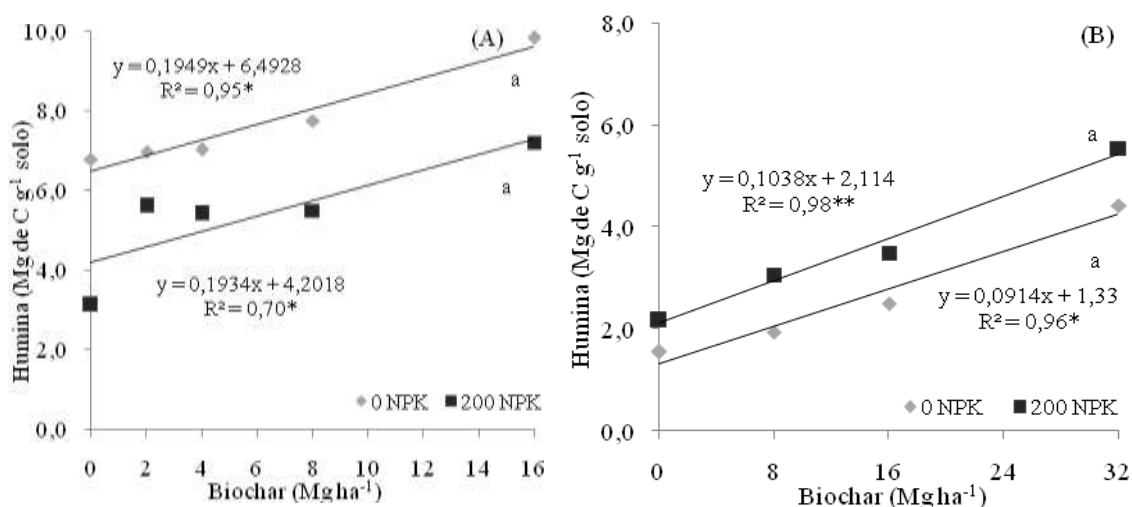 Humina (Mg de C g⁻¹ solo)
10,0
8,0
6,0
4,0
2,0
0,0
(A)
y = 0,1949x + 6,4928
R² = 0,95*
a
a
y = 0,1934x + 4,2018
R² = 0,70*
0 NPK 200 NPK
0 2 4 6 8 10 12 14 16
Biochar (Mg ha⁻¹)
Humina (Mg de C g⁻¹ solo)
8,0
6,0
4,0
2,0
0,0
(B)
a
y = 0,1038x + 2,114
R² = 0,98**
a
y = 0,0914x + 1,33
R² = 0,96*
0 NPK 200 NPK
0 8 16 24 32
Biochar (Mg ha⁻¹)